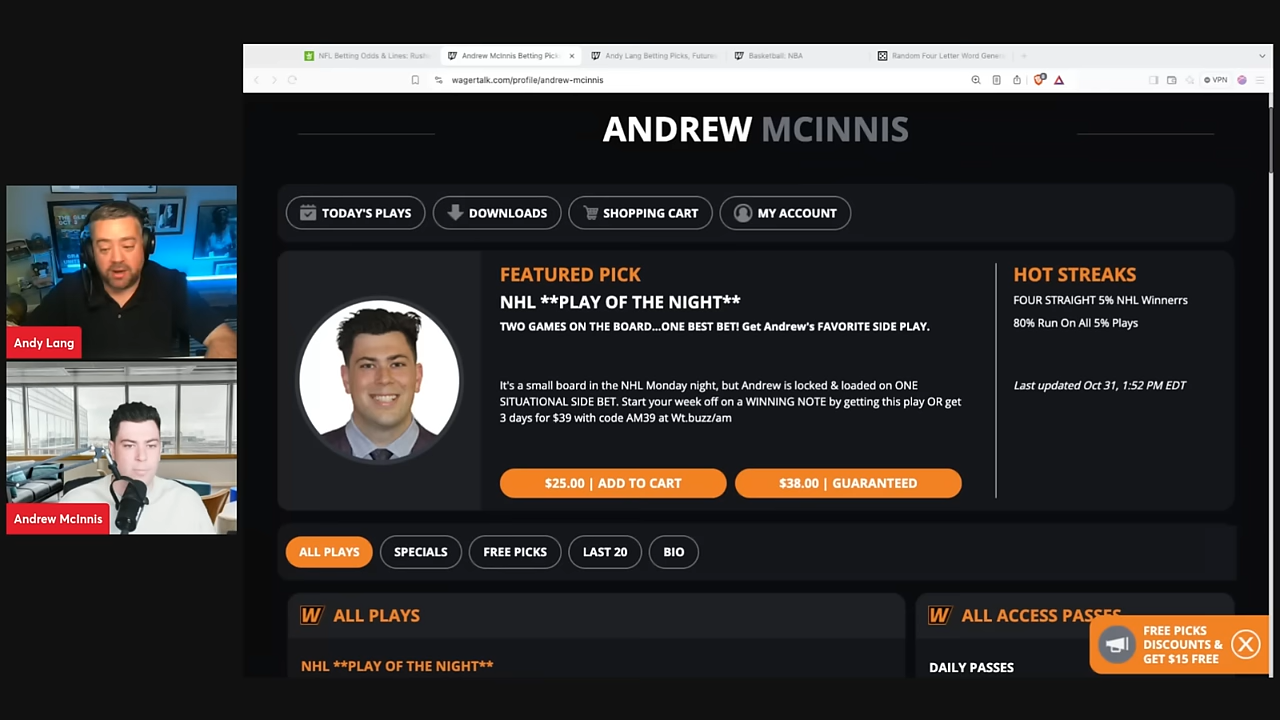 NFL Betting Odds & Lines: Rush
Andrew McInnis Betting Pick
Andy Lang Betting Picks, Future
Basketball: NBA
Random Four Letter Word Gene
wagertalk.com/profile/andrew-mcinnis
VPN
ANDREW MCINNIS
TODAY'S PLAYS
DOWNLOADS
SHOPPING CART
MY ACCOUNT
FEATURED PICK
NHL **PLAY OF THE NIGHT**
TWO GAMES ON THE BOARD...ONE BEST BET! Get Andrew's FAVORITE SIDE PLAY.
It's a small board in the NHL Monday night, but Andrew is locked & loaded on ONE
SITUATIONAL SIDE BET. Start your week off on a WINNING NOTE by getting this play OR get
3 days for $39 with code AM39 at Wt.buzz/am
$25.00 | ADD TO CART
$38.00 | GUARANTEED
HOT STREAKS
FOUR STRAIGHT 5% NHL Winnerrs
80% Run On All 5% Plays
Last updated Oct 31, 1:52 PM EDT
Andy Lang
Andrew McInnis
ALL PLAYS
SPECIALS
FREE PICKS
LAST 20
BIO
W ALL PLAYS
NHL **PLAY OF THE NIGHT**
W ALL ACCESS PASSES
DAILY PASSES
FREE PICKS
DISCOUNTS &
GET $15 FREE